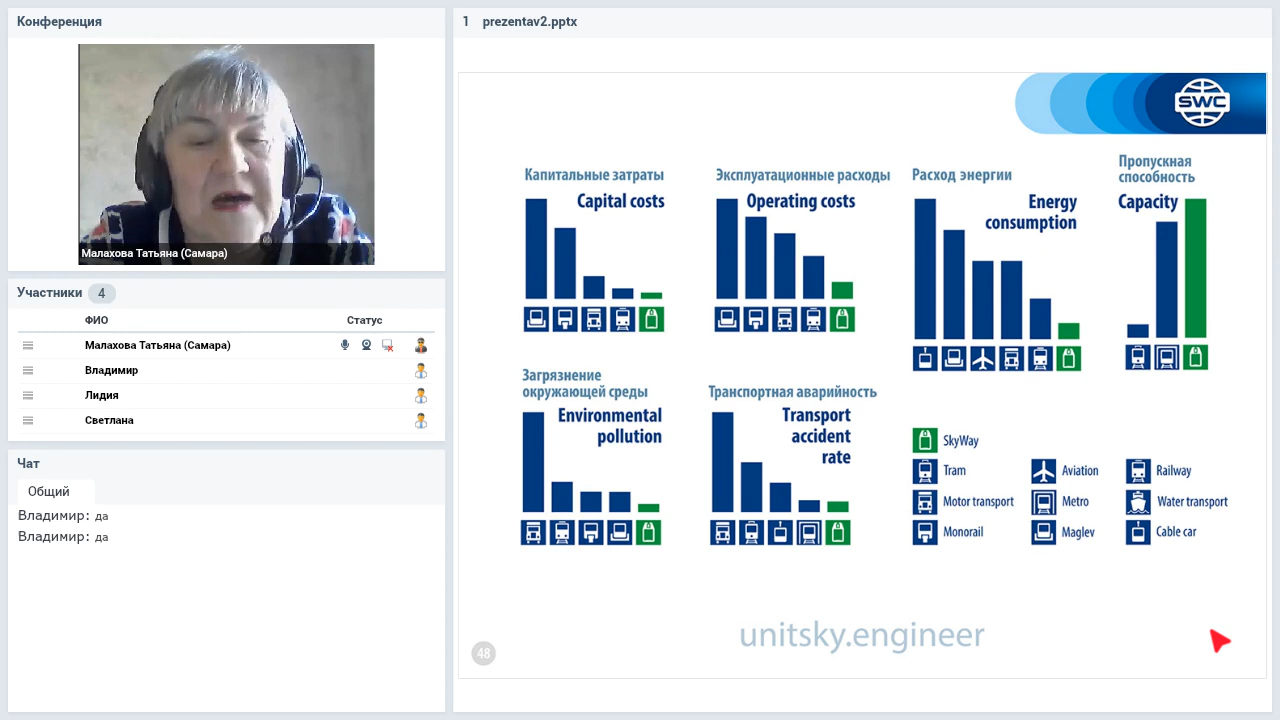 Конференция
Малахова Татьяна (Самара)
Участники 4
ФИО Статус
Малахова Татьяна (Самара)
Владимир
Лидия
Светлана
Чат
Общий
Владимир: да
Владимир: да
1 prezentav2.pptx
SWC
Капитальные затраты
Capital costs
Эксплуатационные расходы
Operating costs
Расход энергии
Energy
consumption
Пропускная
способность
Capacity
Загрязнение
окружающей среды
Environmental
pollution
Транспортная аварийность
Transport
accident
rate
SkyWay
Tram
Motor transport
Monorail
Aviation
Metro
Maglev
Railway
Water transport
Cable car
unitsky.engineer
48